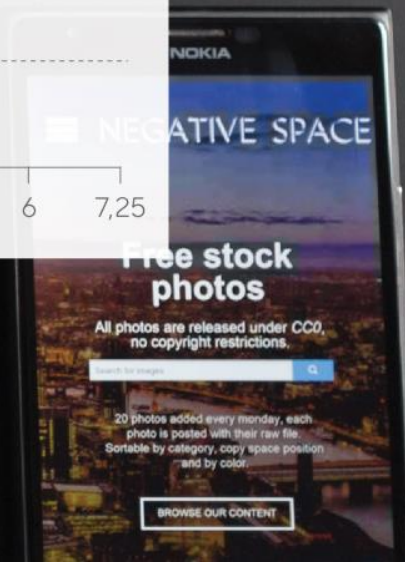 NOKIA
NEGATIVE SPACE
6 7,25
Free stock
photos
All photos are released under CC0,
no copyright restrictions.
Search for images
20 photos added every monday, each
photo is posted with their raw file.
Sortable by category, copy space position
and by color.
BROWSE OUR CONTENT